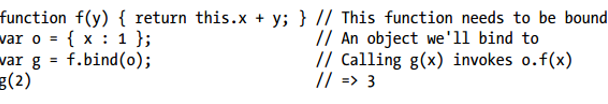 function f(y) { return this.x + y; } // This function needs to be bound
var o = { x : 1 }; // An object we'll bind to
var g = f.bind(o); // Calling g(x) invokes o.f(x)
g(2) // => 3